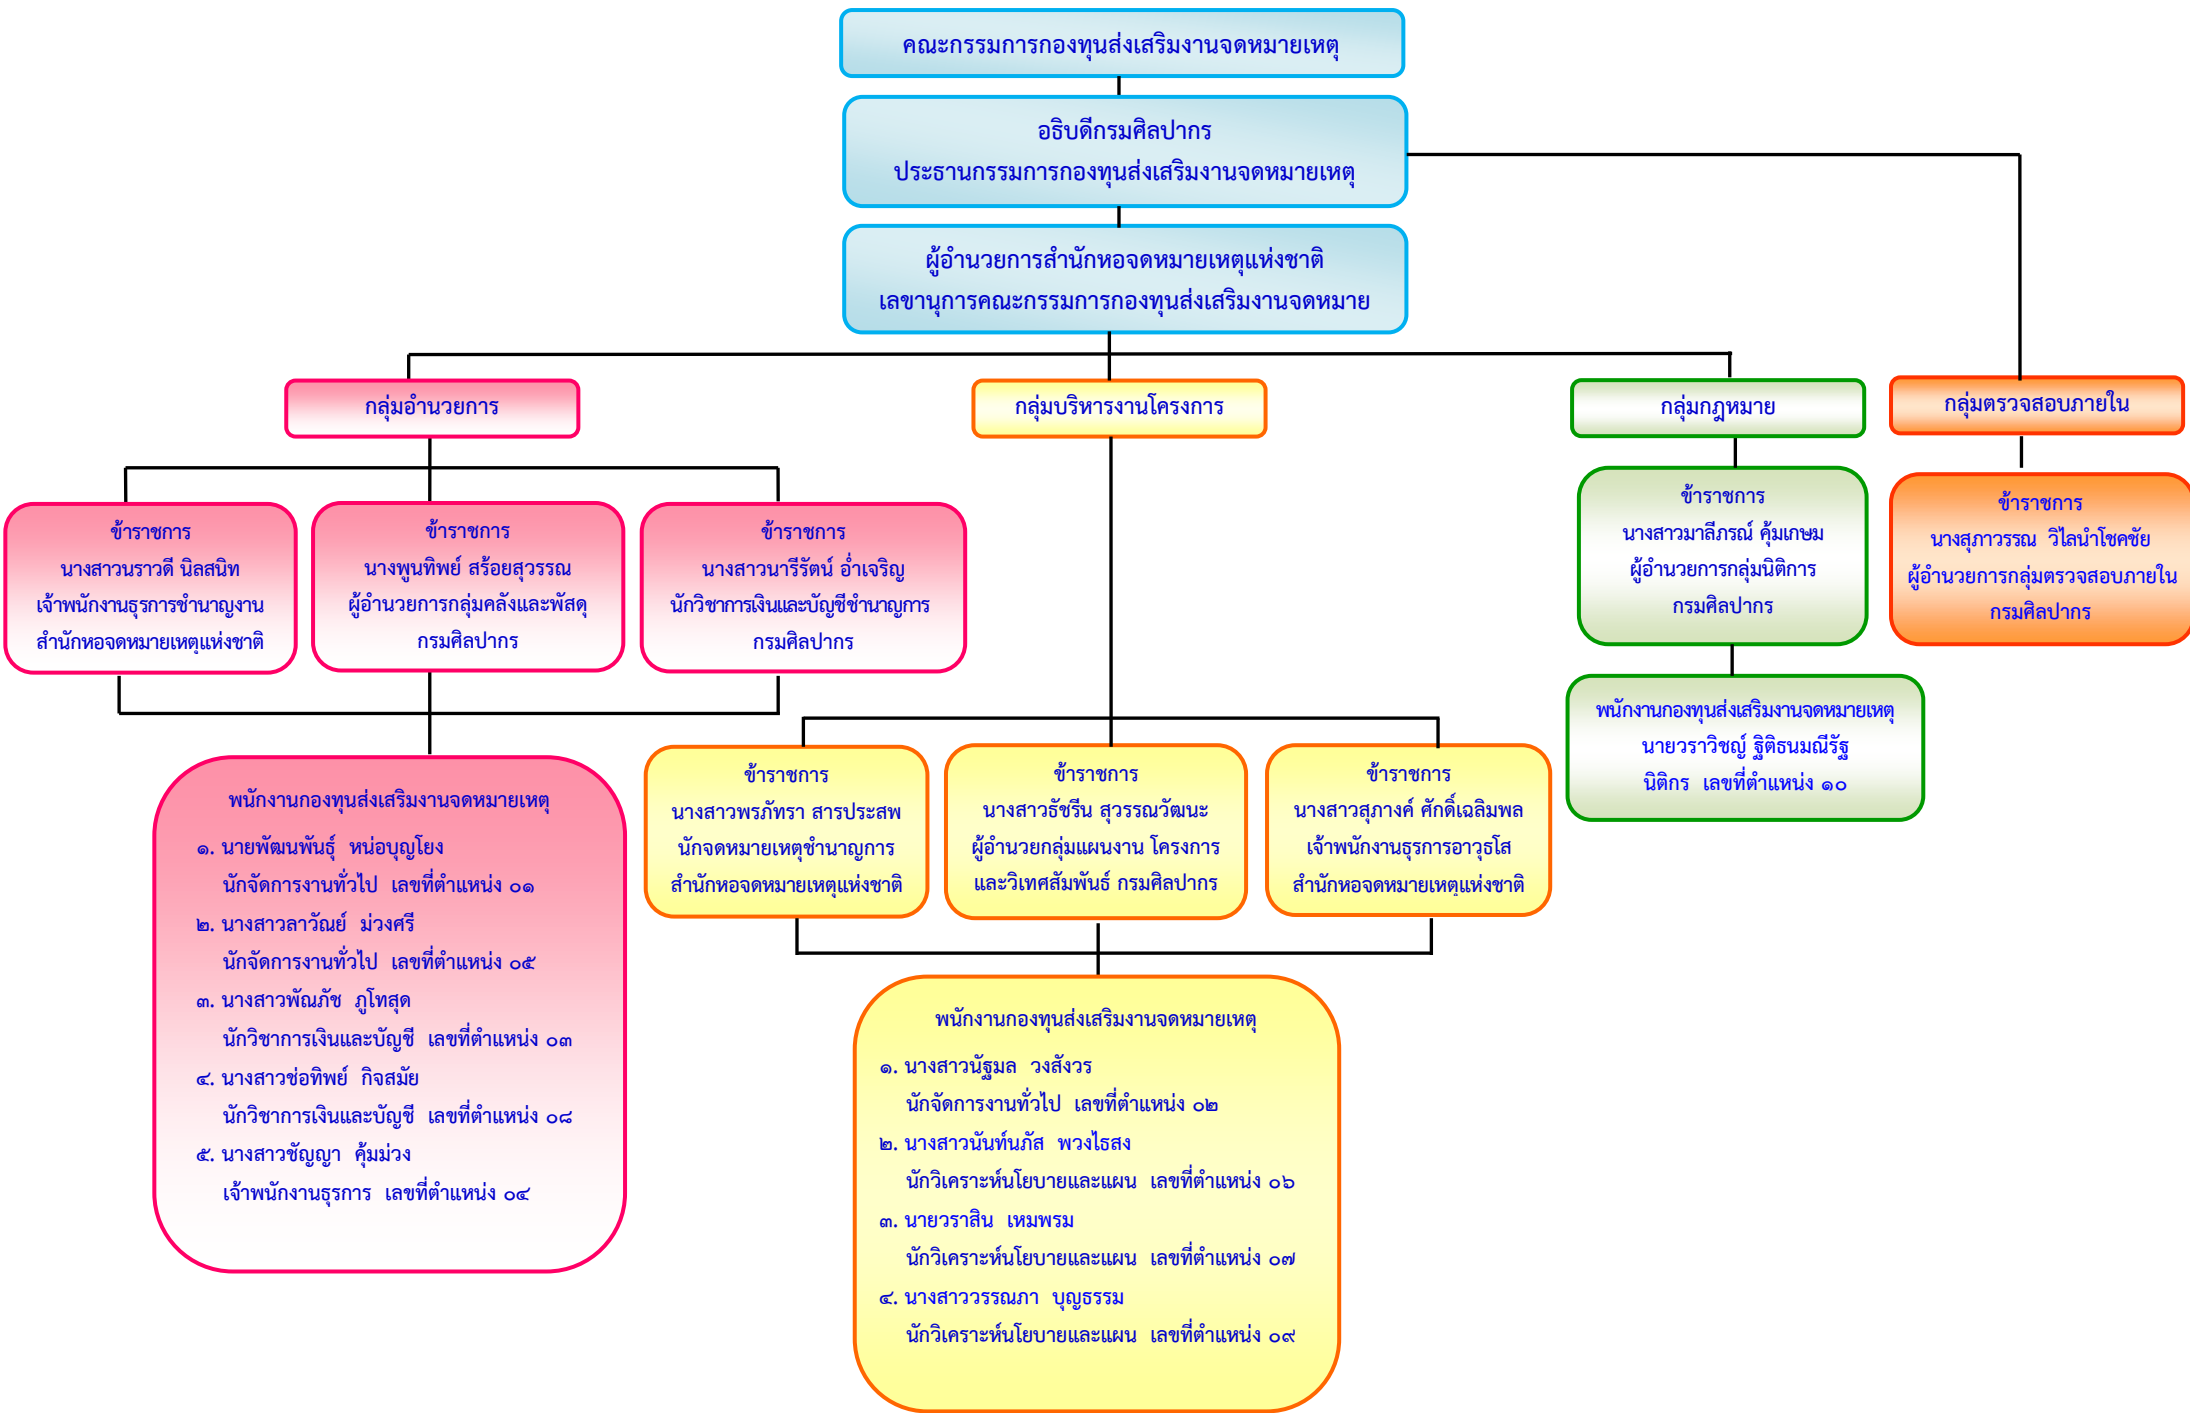 คณะกรรมการกองทุนส่งเสริมงานจดหมายเหตุ
อธิบดีกรมศิลปากร
ประธานกรรมการกองทุนส่งเสริมงานจดหมายเหตุ
ผู้อำนวยการสำนักหอจดหมายเหตุแห่งชาติ
เลขานุการคณะกรรมการกองทุนส่งเสริมงานจดหมาย
กลุ่มอำนวยการ
กลุ่มบริหารงานโครงการ
กลุ่มกฎหมาย
กลุ่มตรวจสอบภายใน
ข้าราชการ
นางสาวนราวดี นิลสนิท
เจ้าพนักงานธุรการชำนาญงาน
สำนักหอจดหมายเหตุแห่งชาติ
ข้าราชการ
นางพูนทิพย์ สร้อยสุวรรณ
ผู้อำนวยการกลุ่มคลังและพัสดุ
กรมศิลปากร
ข้าราชการ
นางสาวนารีรัตน์ อ่ำเจริญ
นักวิชาการเงินและบัญชีชำนาญการ
กรมศิลปากร
ข้าราชการ
นางสาวมาลีภรณ์ คุ้มเกษม
ผู้อำนวยการกลุ่มนิติการ
กรมศิลปากร
ข้าราชการ
นางสุภาวรรณ วิไลนำโชคชัย
ผู้อำนวยการกลุ่มตรวจสอบภายใน
กรมศิลปากร
พนักงานกองทุนส่งเสริมงานจดหมายเหตุ
นายวราวิชญ์ ฐิติธนมณีรัฐ
นิติกร เลขที่ตำแหน่ง ๑๐
พนักงานกองทุนส่งเสริมงานจดหมายเหตุ
๑. นายพัฒนพันธุ์ หน่อบุญโยง
นักจัดการงานทั่วไป เลขที่ตำแหน่ง ๐๑
๒. นางสาวลาวัณย์ ม่วงศรี
นักจัดการงานทั่วไป เลขที่ตำแหน่ง ๐๕
๓. นางสาวพัณภัช ภูโทสุด
นักวิชาการเงินและบัญชี เลขที่ตำแหน่ง ๐๓
๔. นางสาวช่อทิพย์ กิจสมัย
นักวิชาการเงินและบัญชี เลขที่ตำแหน่ง ๐๘
๕. นางสาวชัญญา คุ้มม่วง
เจ้าพนักงานธุรการ เลขที่ตำแหน่ง ๐๔
ข้าราชการ
นางสาวพรภัทรา สารประสพ
นักจดหมายเหตุชำนาญการ
สำนักหอจดหมายเหตุแห่งชาติ
ข้าราชการ
นางสาวธัชรีน สุวรรณวัฒนะ
ผู้อำนวยกลุ่มแผนงาน โครงการ
และวิเทศสัมพันธ์ กรมศิลปากร
ข้าราชการ
นางสาวสุภางค์ ศักดิ์เฉลิมพล
เจ้าพนักงานธุรการอาวุธโส
สำนักหอจดหมายเหตุแห่งชาติ
พนักงานกองทุนส่งเสริมงานจดหมายเหตุ
๑. นางสาวนัฐมล วงสังวร
นักจัดการงานทั่วไป เลขที่ตำแหน่ง ๐๒
๒. นางสาวนันท์นภัส พวงไธสง
นักวิเคราะห์นโยบายและแผน เลขที่ตำแหน่ง ๐๖
๓. นายวราสิน เหมพรม
นักวิเคราะห์นโยบายและแผน เลขที่ตำแหน่ง ๐๗
๔. นางสาววรรณภา บุญธรรม
นักวิเคราะห์นโยบายและแผน เลขที่ตำแหน่ง ๐๙